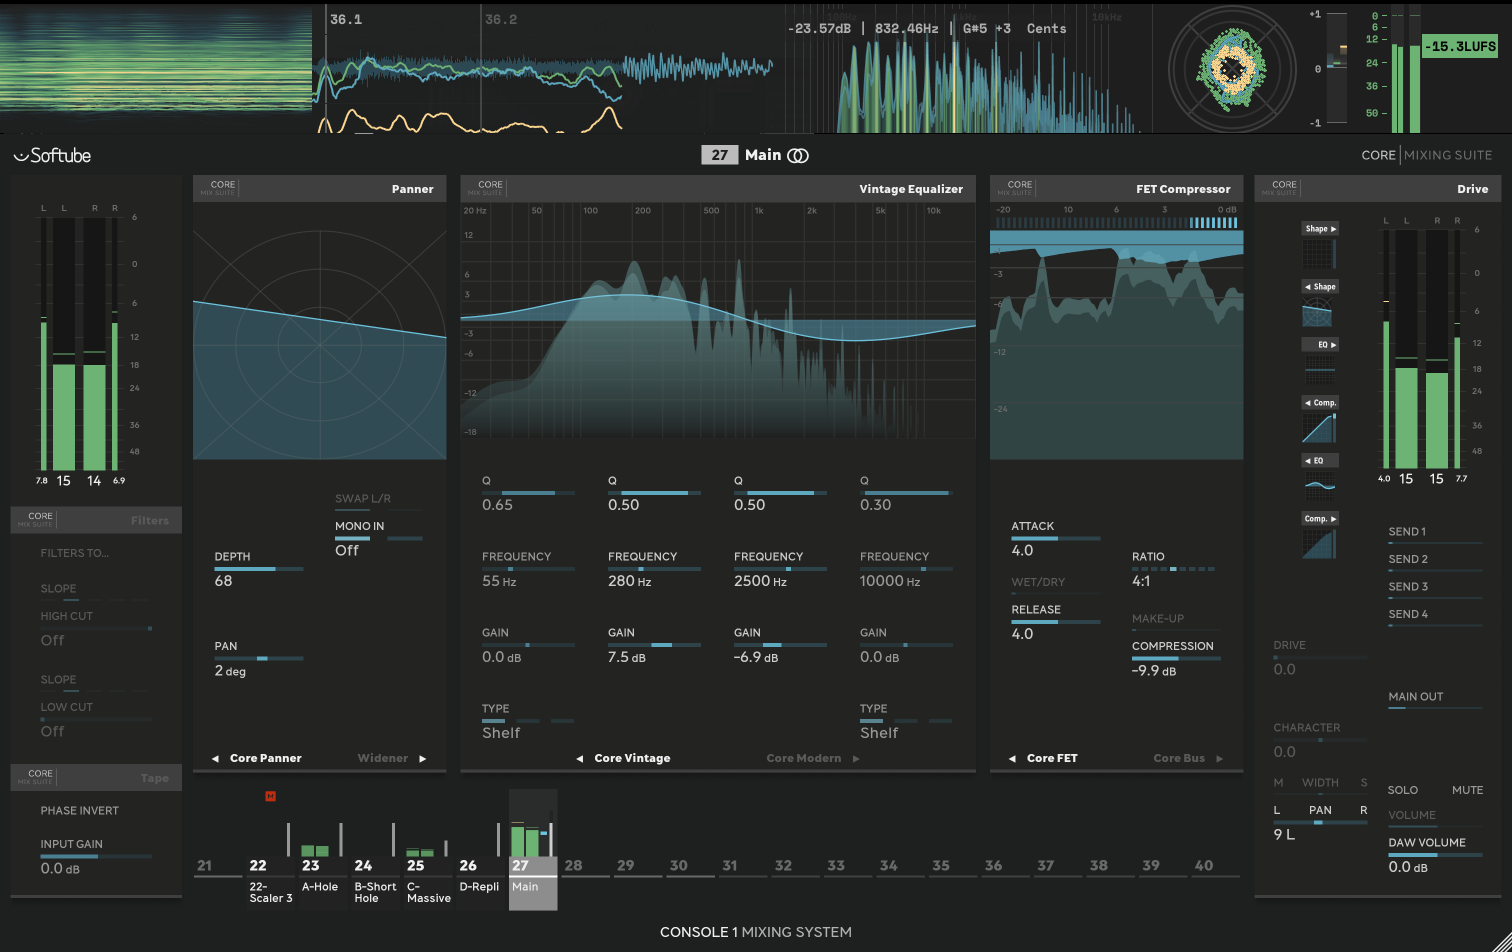 36.1
36.2
-23.57dB | 832.46Hz | G#5 +3 Cents
100Hz
10kHz
+1
0
-1
0
6
12
24
36
50
-15.3LUFS
Softube
27 Main
CORE MIXING SUITE
L L R R
6
0
6
12
18
24
36
48
7.8 15 14 6.9
CORE MIX SUITE Filters
FILTERS TO...
SLOPE
HIGH CUT
Off
SLOPE
LOW CUT
Off
CORE MIX SUITE Tape
PHASE INVERT
INPUT GAIN
0.0 dB
CORE MIX SUITE Panner
SWAP L/R
MONO IN
Off
DEPTH
68
PAN
2 deg
Core Panner Widener
CORE MIX SUITE Vintage Equalizer
20 Hz 50 100 200 500 1k 2k 5k 10k
12
6
3
-3
-6
-12
-18
Q Q Q Q
0.65 0.50 0.50 0.30
FREQUENCY FREQUENCY FREQUENCY FREQUENCY
55 Hz 280 Hz 2500 Hz 10000 Hz
GAIN GAIN GAIN GAIN
0.0 dB 7.5 dB -6.9 dB 0.0 dB
TYPE TYPE
Shelf Shelf
Core Vintage Core Modern
CORE MIX SUITE FET Compressor
-20 10 6 3 0 dB
-3
-6
-12
-24
ATTACK
4.0
WET/DRY
RELEASE
4.0
RATIO
4:1
MAKE-UP
COMPRESSION
-9.9 dB
Core FET Core Bus
CORE MIX SUITE Drive
Shape ▶
◀ Shape
EQ ▶
◀ Comp.
◀ EQ
Comp. ▶
L L R R
6
0
6
12
18
24
36
48
4.0 15 15 7.7
SEND 1
SEND 2
SEND 3
SEND 4
DRIVE
0.0
MAIN OUT
CHARACTER
0.0
M WIDTH S
SOLO MUTE
L PAN R
9 L
VOLUME
DAW VOLUME
0.0 dB
M
21 22 23 24 25 26 27 28 29 30 31 32 33 34 35 36 37 38 39 40
22-Scaler 3
A-Hole
B-Short Hole
C-Massive
D-Repli
Main
CONSOLE 1 MIXING SYSTEM